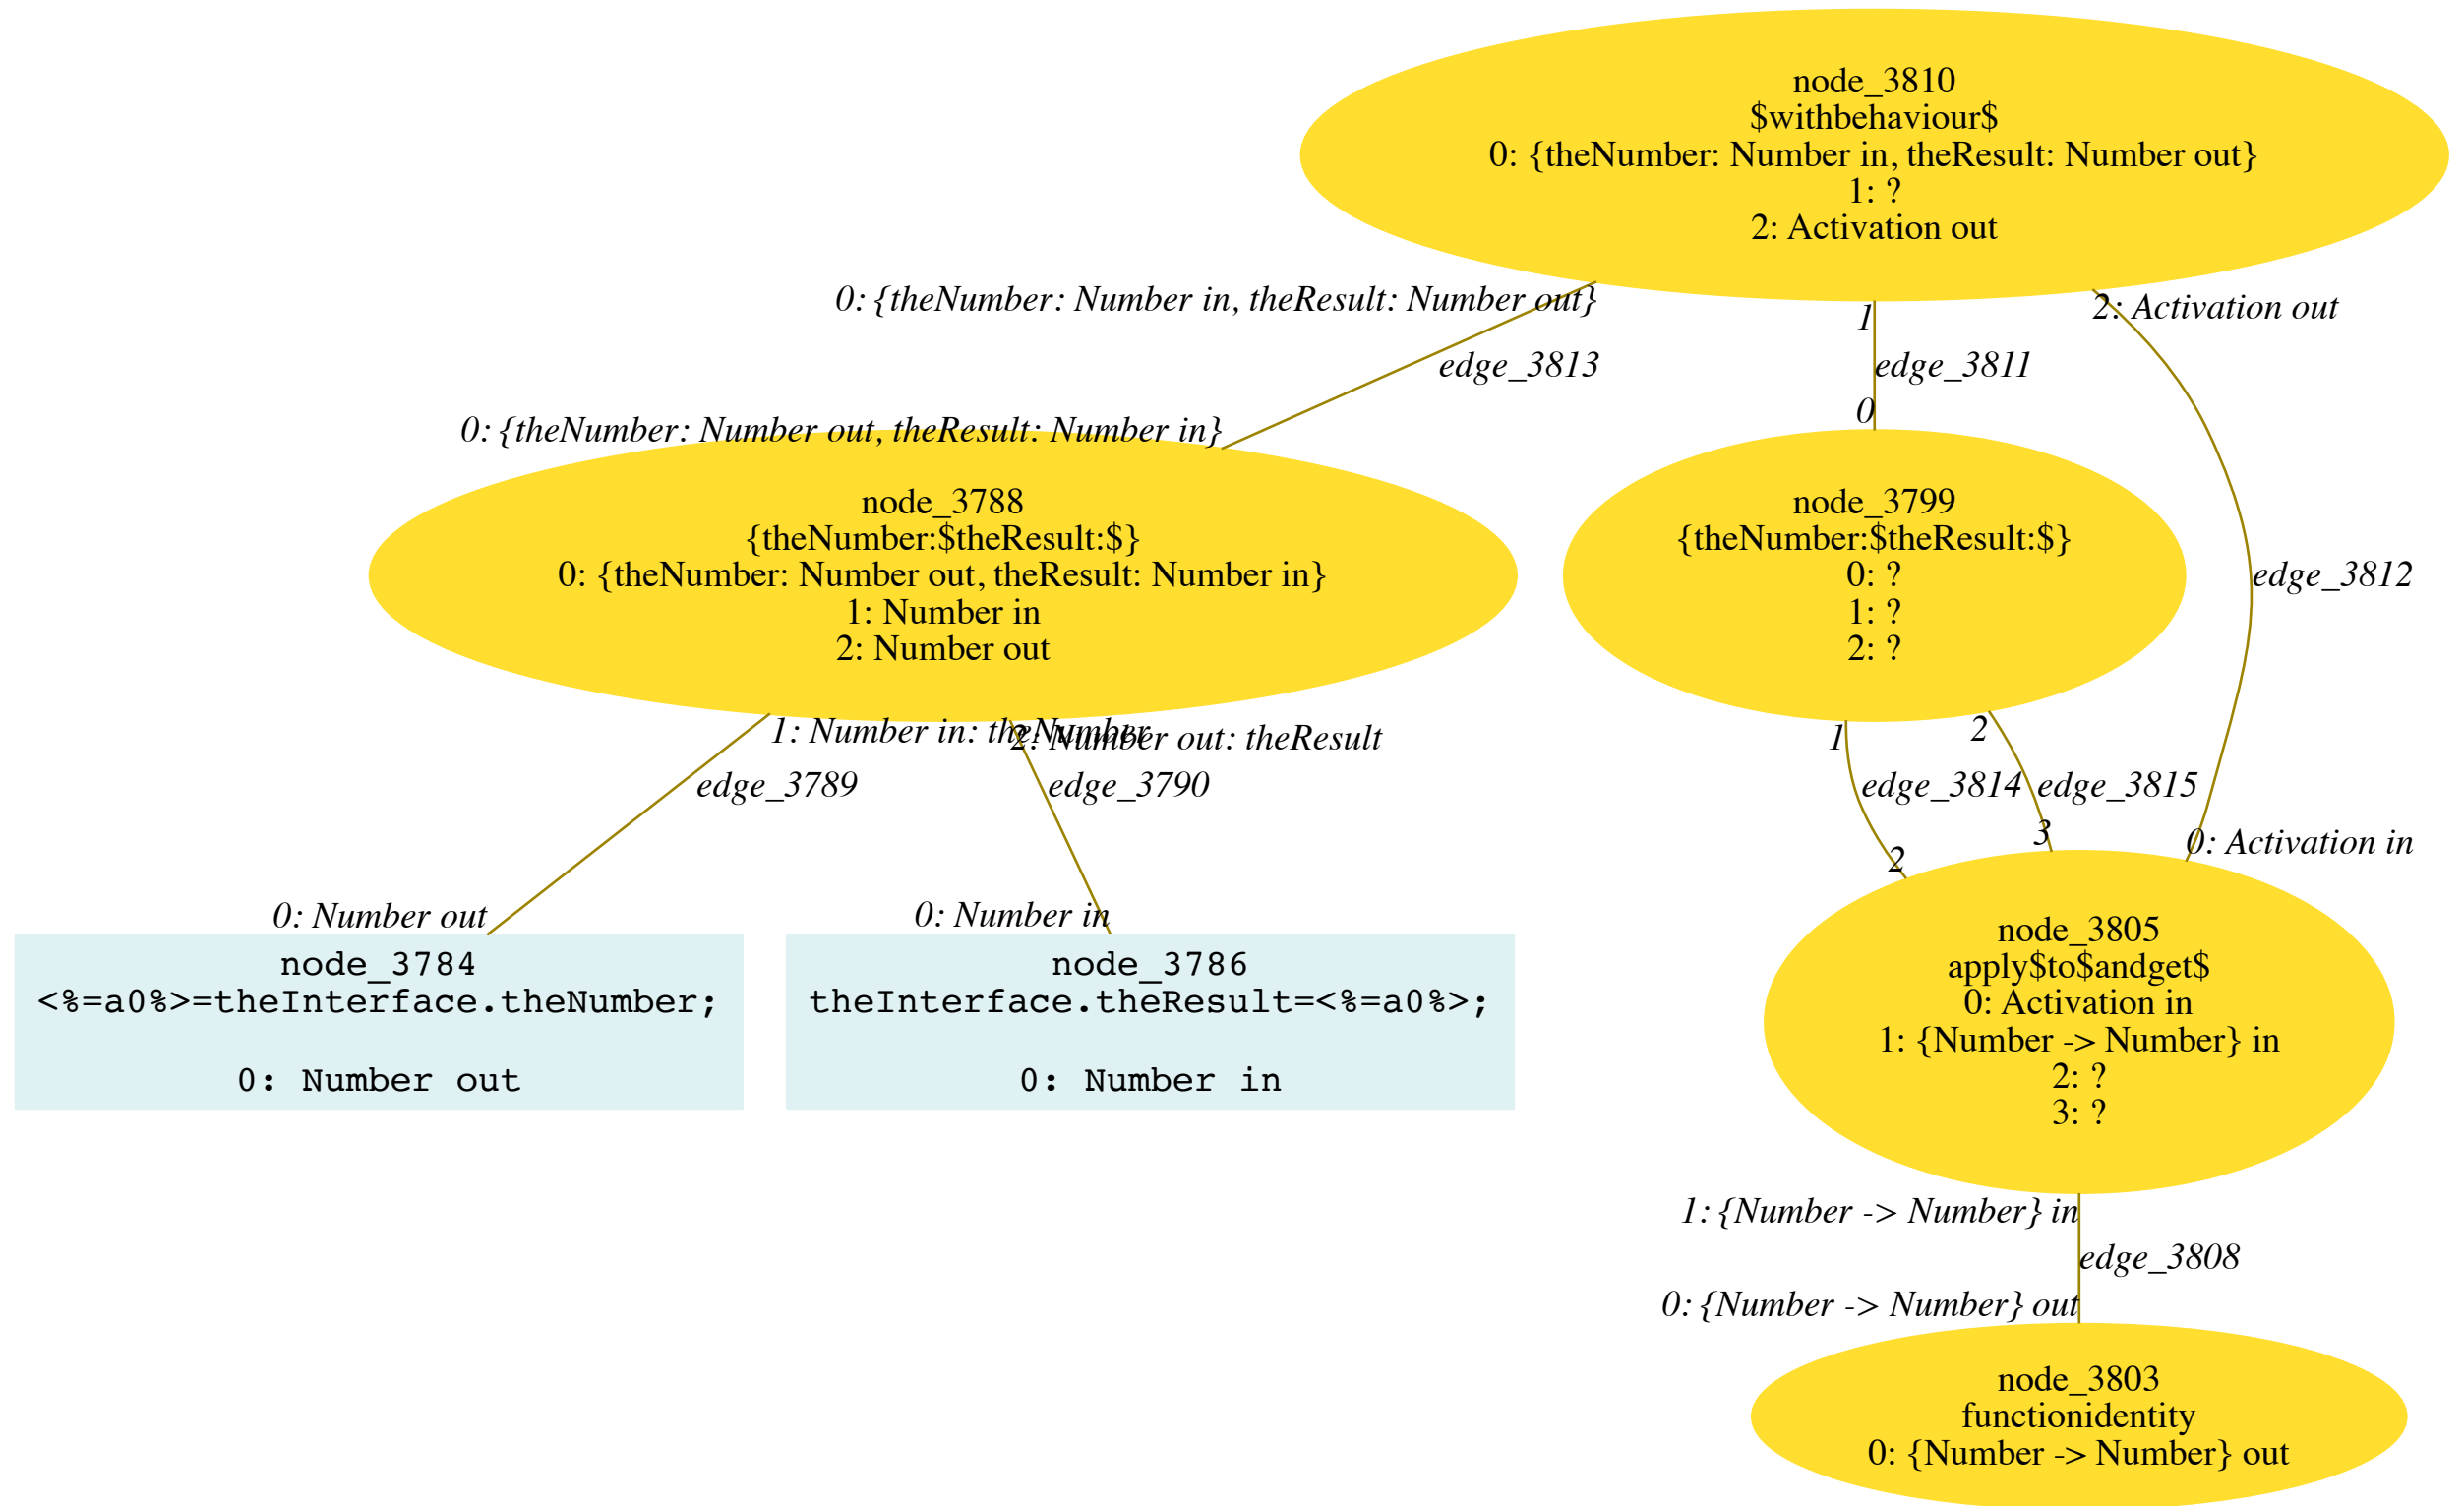 node_3810
$withbehaviour$
0: {theNumber: Number in, theResult: Number out}
1: ?
2: Activation out
0: {theNumber: Number in, theResult: Number out}
1
2: Activation out
edge_3813
edge_3811
0
0: {theNumber: Number out, theResult: Number in}
node_3788
{theNumber:$theResult:$}
0: {theNumber: Number out, theResult: Number in}
1: Number in
2: Number out
node_3799
{theNumber:$theResult:$}
0: ?
1: ?
2: ?
edge_3812
1: Number in: theNumber
2: Number out: theResult
1
2
edge_3789
edge_3790
edge_3814
edge_3815
3
0: Activation in
2
0: Number out
0: Number in
node_3784
<%=a0%>=theInterface.theNumber;
0: Number out
node_3786
theInterface.theResult=<%=a0%>;
0: Number in
node_3805
apply$to$andget$
0: Activation in
1: {Number -> Number} in
2: ?
3: ?
1: {Number -> Number} in
edge_3808
0: {Number -> Number} out
node_3803
functionidentity
0: {Number -> Number} out